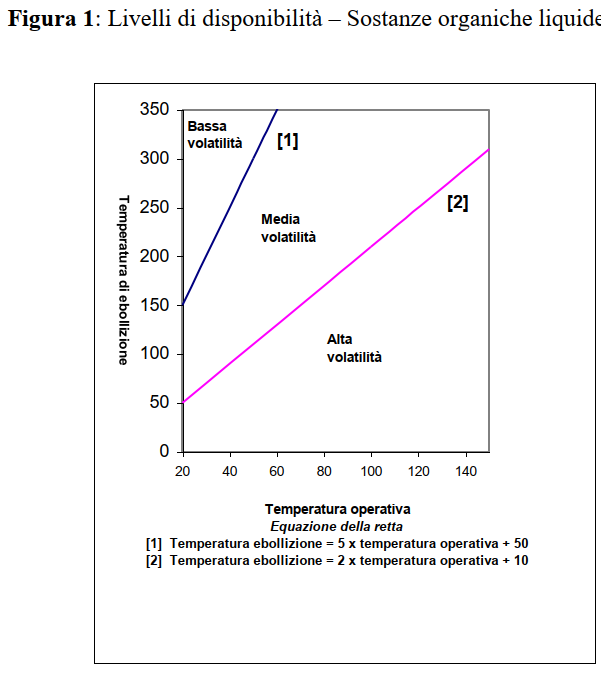 Figura 1: Livelli di disponibilità – Sostanze organiche liquide
350
Bassa
volatilità
[1]
300
250
[2]
Media
volatilità
200
Temperatura di ebollizione
150
Alta
volatilità
100
50
0
20 40 60 80 100 120 140
Temperatura operativa
Equazione della retta
[1] Temperatura ebollizione = 5 x temperatura operativa + 50
[2] Temperatura ebollizione = 2 x temperatura operativa + 10